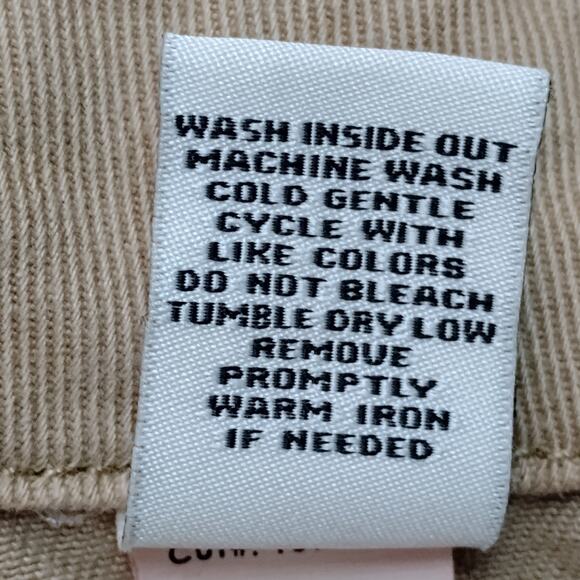 WASH INSIDE OUT
MACHINE WASH
COLD GENTLE
CYCLE WITH
LIKE COLORS
DO NOT BLEACH
TUMBLE DRY LOW
REMOVE
PROMPTLY
WARM IRON
IF NEEDED